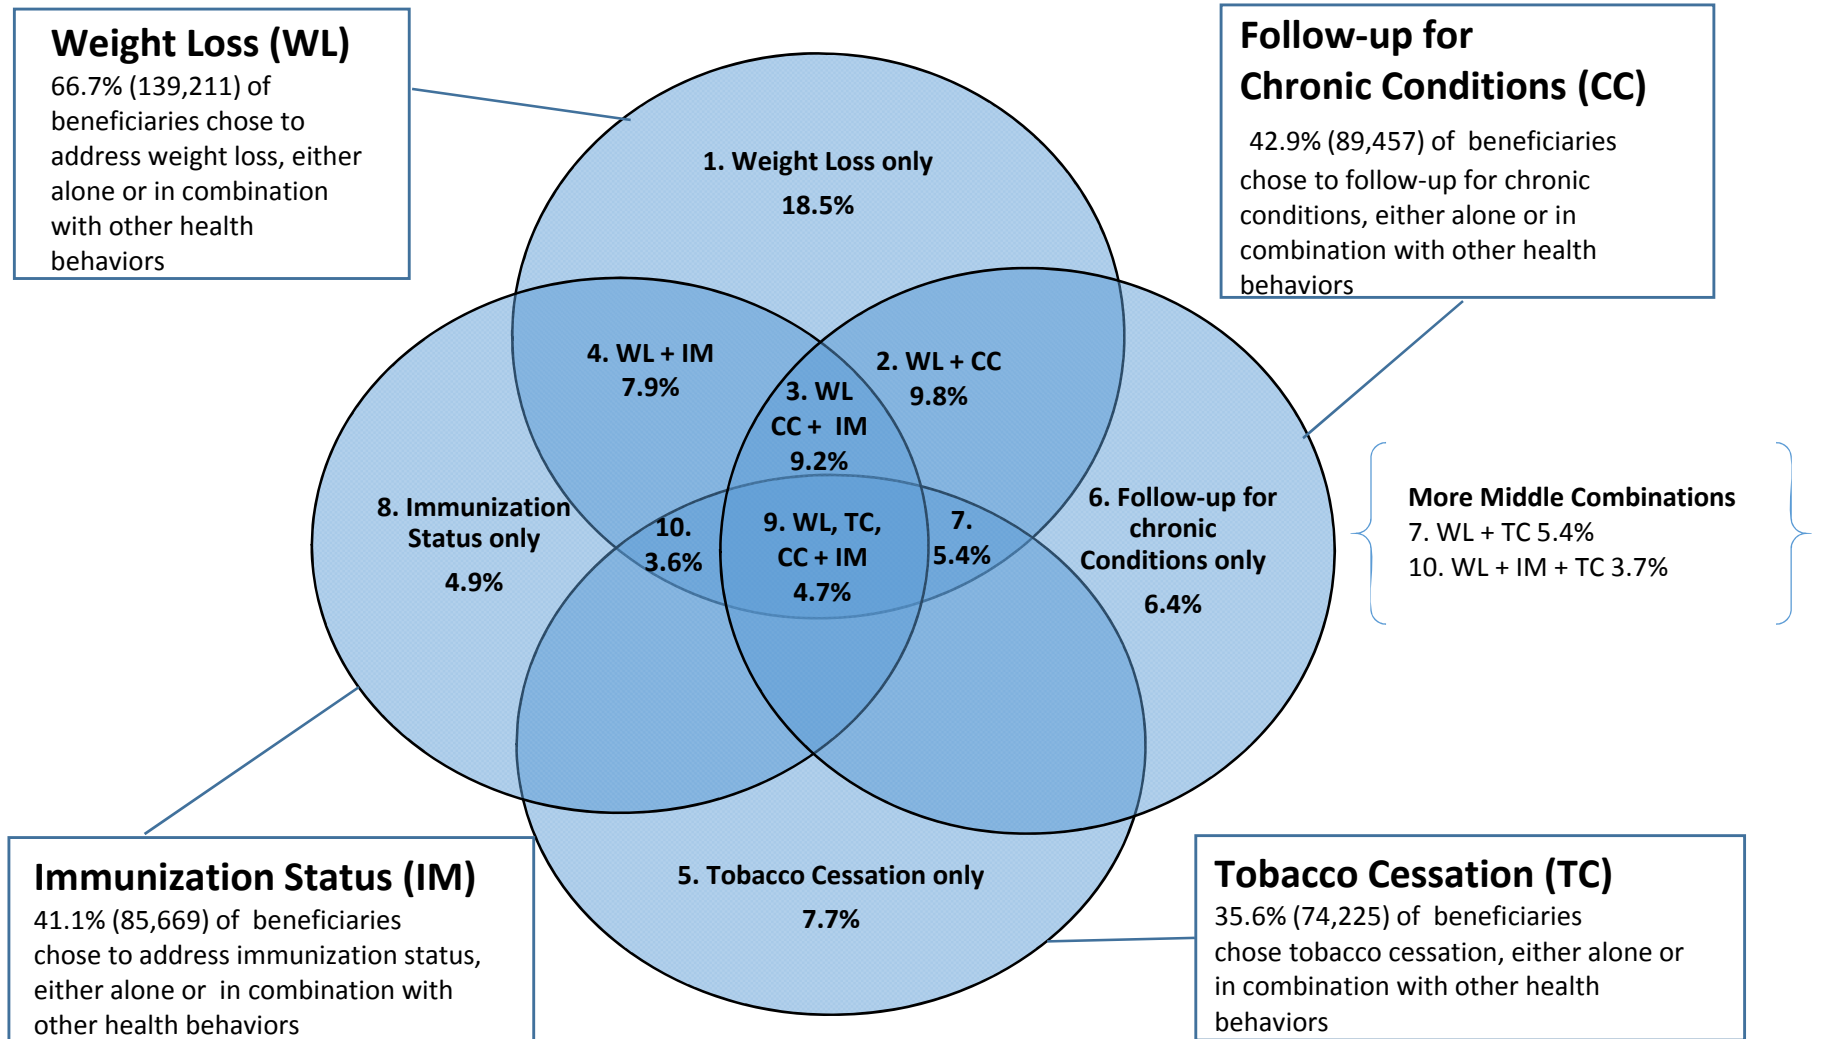 Weight Loss (WL)
66.7% (139,211) of
beneficiaries chose to
address weight loss, either
alone or in combination
with other health
behaviors
Follow-up for
Chronic Conditions (CC)
42.9% (89,457) of beneficiaries
chose to follow-up for chronic
conditions, either alone or in
combination with other health
behaviors
1. Weight Loss only
18.5%
4. WL + IM
7.9%
2. WL + CC
9.8%
3. WL
CC + IM
9.2%
8. Immunization
Status only
4.9%
10.
3.6%
9. WL, TC,
CC + IM
4.7%
7.
5.4%
6. Follow-up for
chronic
Conditions only
6.4%
More Middle Combinations
7. WL + TC 5.4%
10. WL + IM + TC 3.7%
5. Tobacco Cessation only
7.7%
Immunization Status (IM)
41.1% (85,669) of beneficiaries
chose to address immunization status,
either alone or in combination with
other health behaviors
Tobacco Cessation (TC)
35.6% (74,225) of beneficiaries
chose tobacco cessation, either alone or
in combination with other health
behaviors